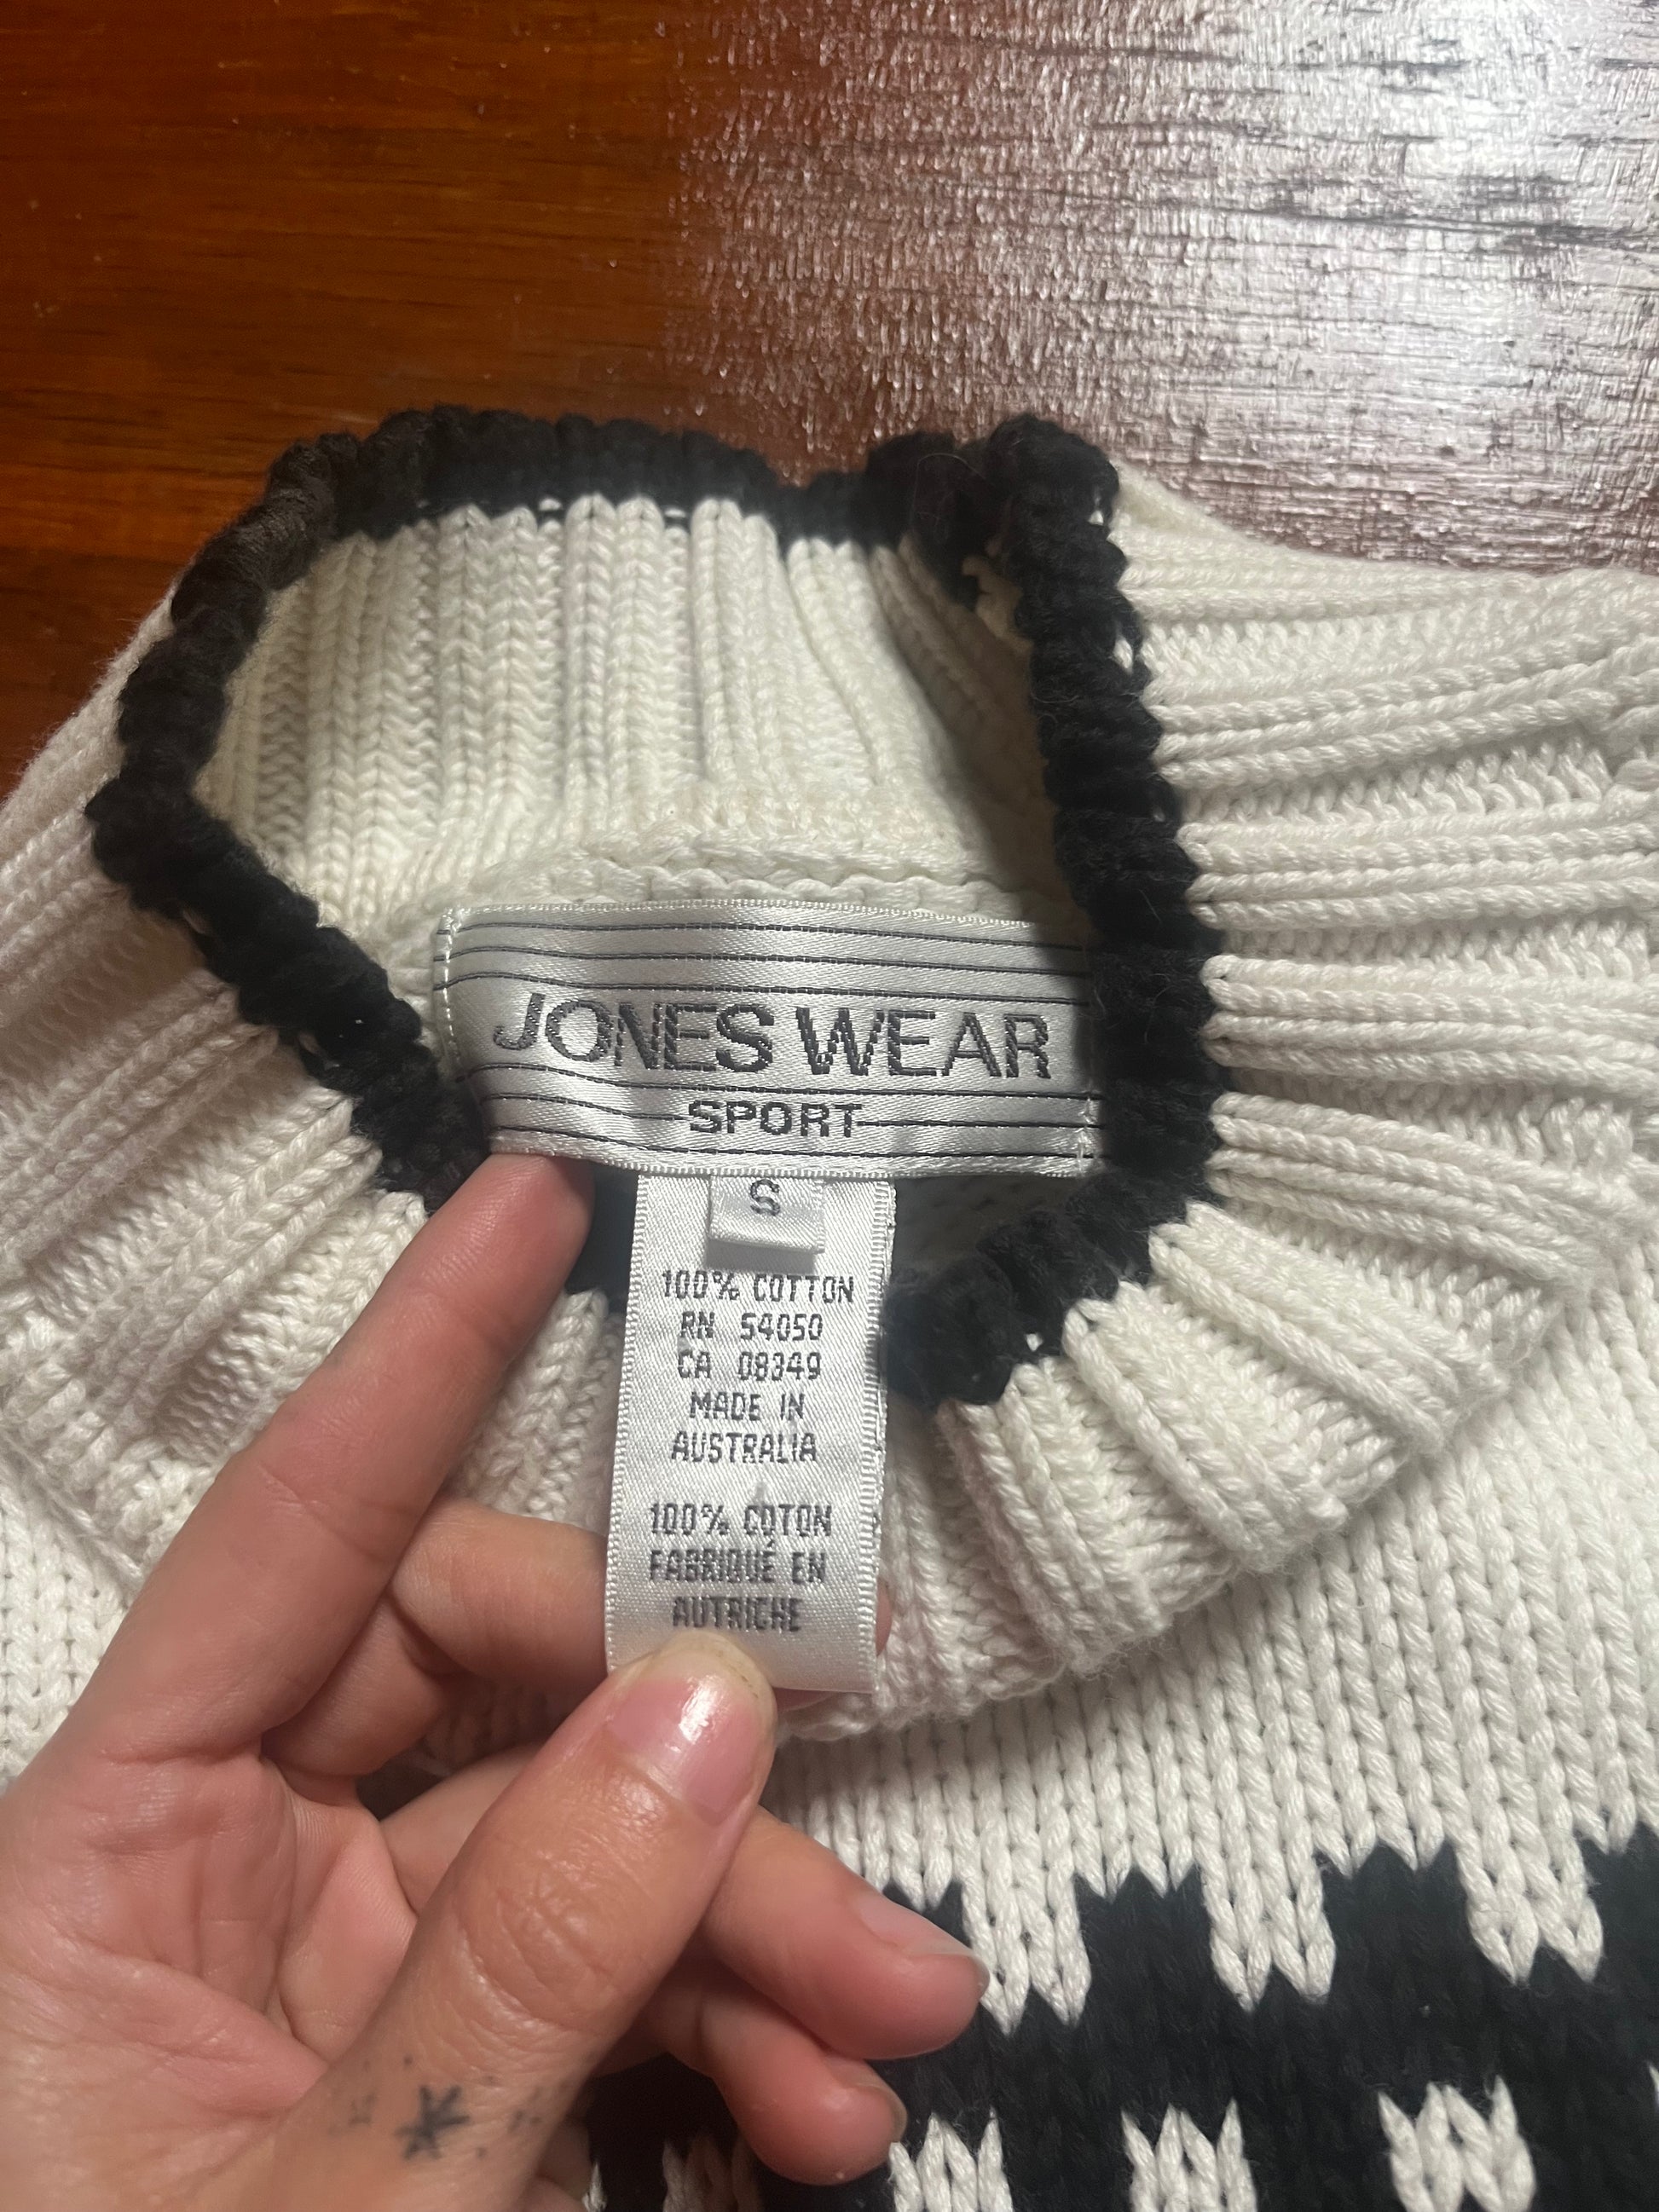 JONES WEAR
SPORT
S
100% COTTON
RN 54050
CA 08349
MADE IN
AUSTRALIA
100% COTON
FABRIQUÉ EN
AUTRICHE